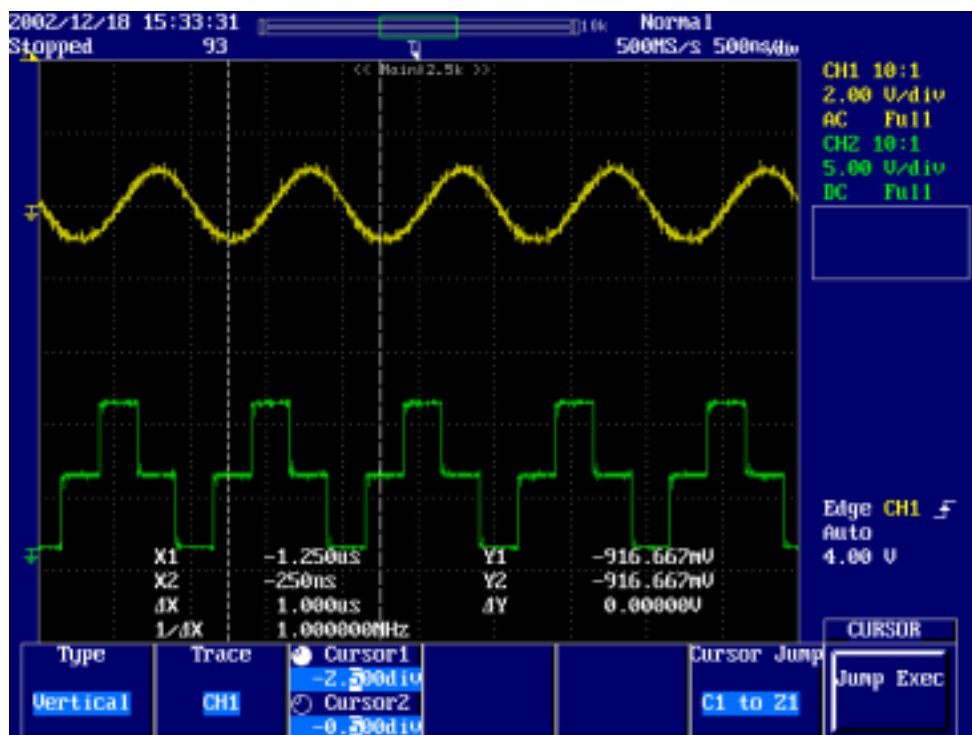 2002/12/18 15:33:31
10k
Normal
Stopped 93
500MS/s 500ns/div
<< Main:2.5k >>
CH1 10:1
2.00 V/div
AC Full
CH2 10:1
5.00 V/div
DC Full
Edge CH1
Auto
4.00 V
X1 -1.250us Y1 -916.667mV
X2 -250ns Y2 -916.667mV
ΔX 1.000us ΔY 0.00000V
1/ΔX 1.000000MHz
CURSOR
Type Trace Cursor1 Cursor Jump
-2.500div
Jump Exec
Vertical CH1 Cursor2 C1 to Z1
-0.500div